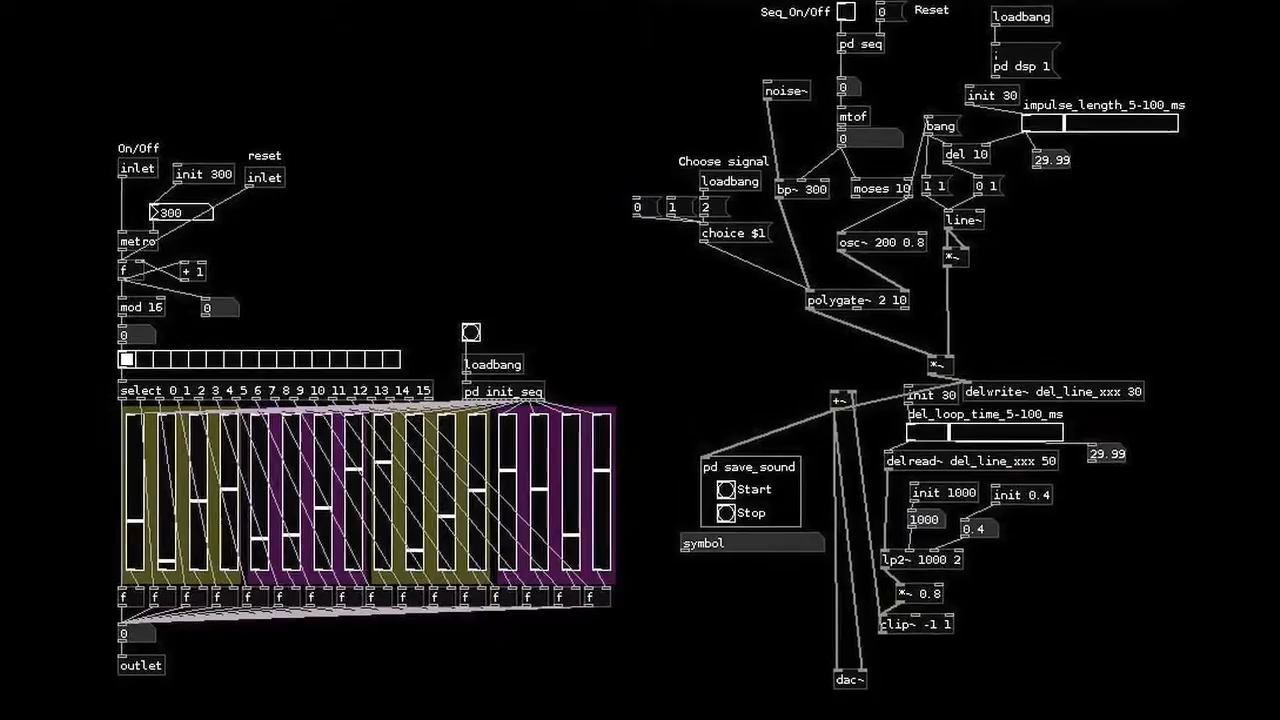 On/Off
inlet
init 300
reset
inlet
300
metro
f
+ 1
mod 16
0
0
select 0 1 2 3 4 5 6 7 8 9 10 11 12 13 14 15
loadbang
pd init_seq
f f f f f f f f f f f f f f f f
0
outlet
Seq_On/Off
0
Reset
pd seq
loadbang
;
pd dsp 1
noise~
0
init 30
impulse_length_5-100_ms
mtof
0
bang
del 10
29.99
Choose signal
loadbang
bp~ 300
moses 10
1 1
0 1
0
1
2
choice $1
line~
osc~ 200 0.8
*~
polygate~ 2 10
*~
+~
init 30
delwrite~ del_line_xxx 30
del_loop_time_5-100_ms
29.99
delread~ del_line_xxx 50
pd save_sound
Start
Stop
symbol
init 1000
init 0.4
1000
0.4
lp2~ 1000 2
*~ 0.8
clip~ -1 1
dac~